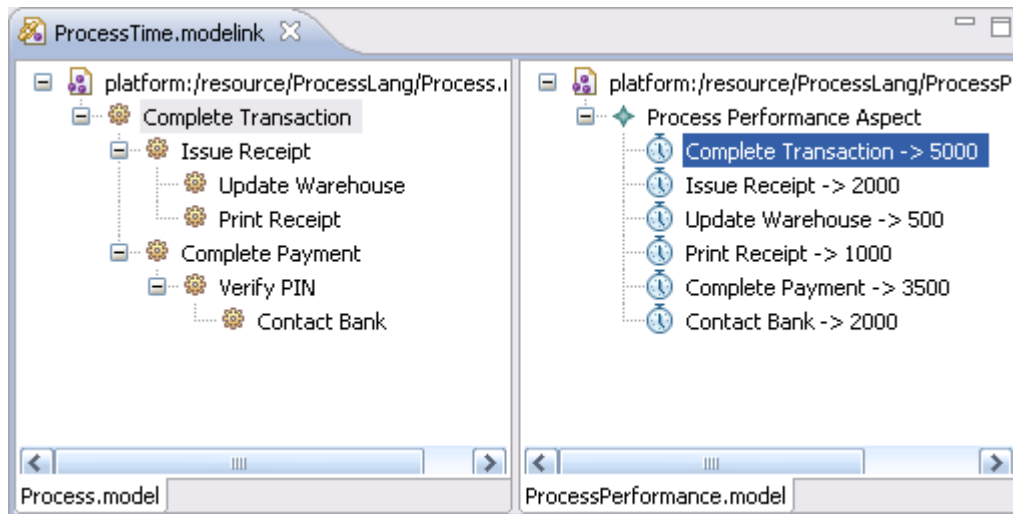 ProcessTime.modelink
platform:/resource/ProcessLang/Process.
Complete Transaction
Issue Receipt
Update Warehouse
Print Receipt
Complete Payment
Verify PIN
Contact Bank
Process.model
platform:/resource/ProcessLang/ProcessP
Process Performance Aspect
Complete Transaction -> 5000
Issue Receipt -> 2000
Update Warehouse -> 500
Print Receipt -> 1000
Complete Payment -> 3500
Contact Bank -> 2000
ProcessPerformance.model